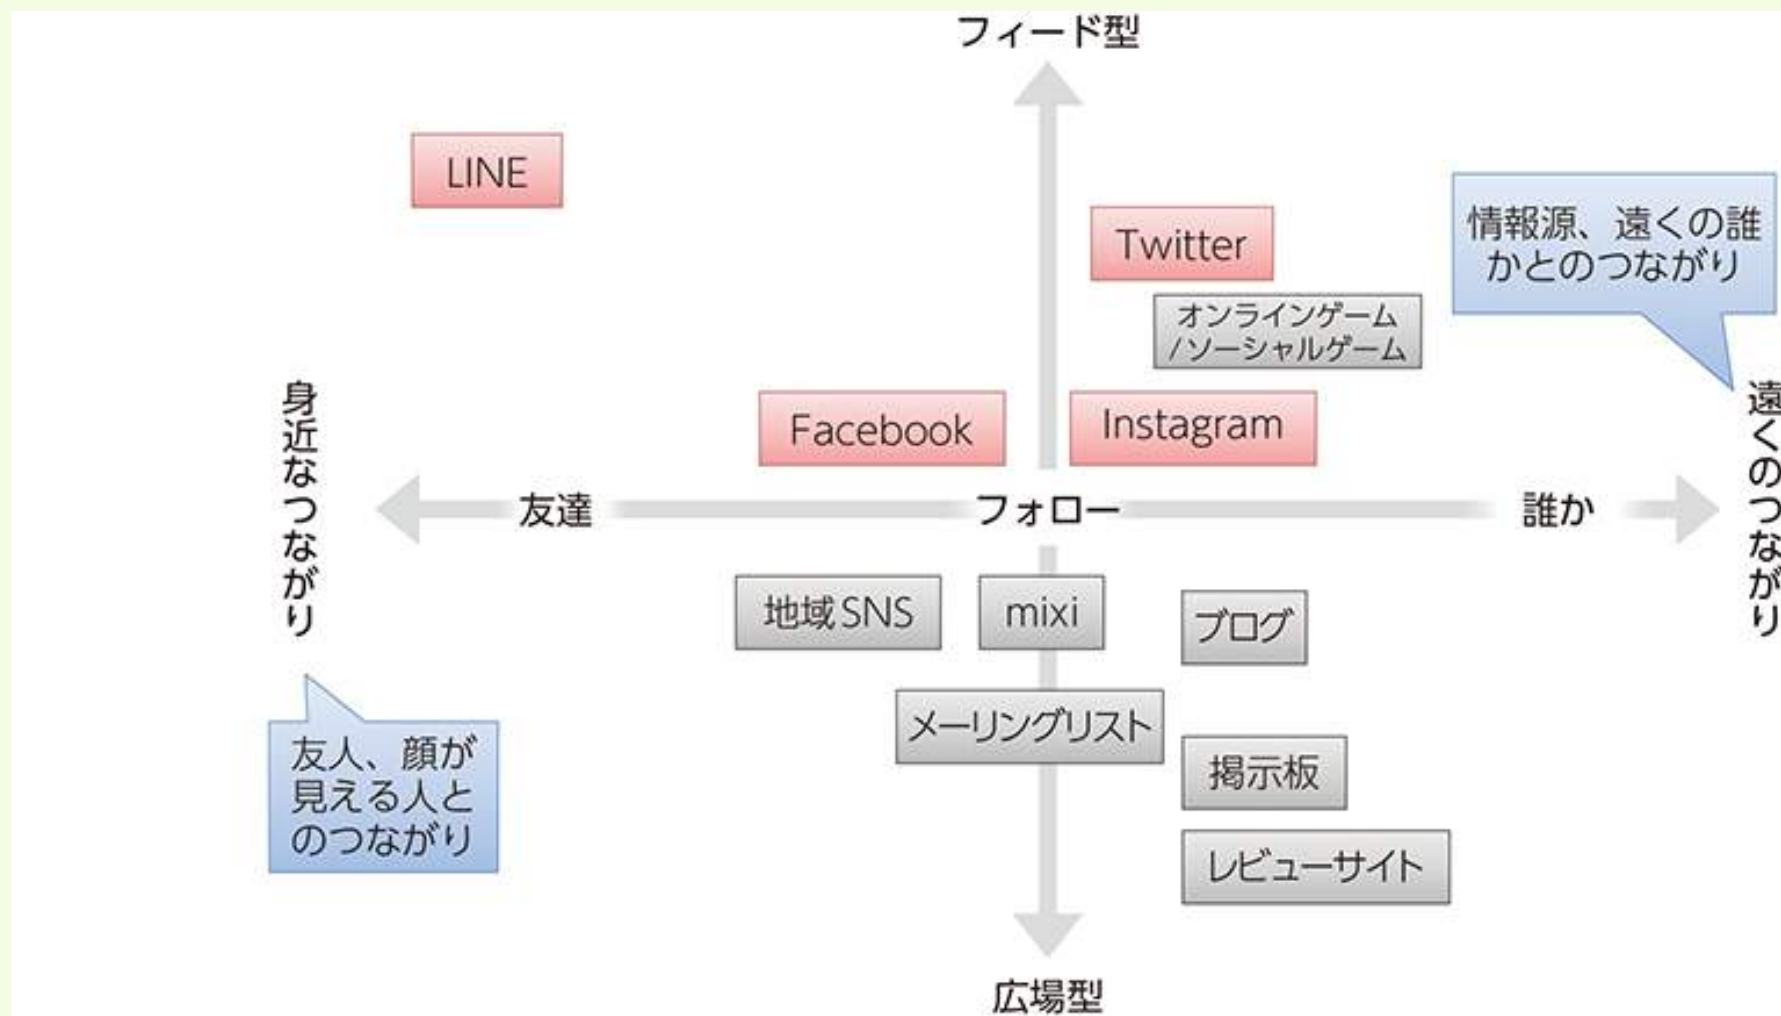 フィード型
LINE
Twitter
情報源、遠くの誰
かとのつながり
オンラインゲーム
/ソーシャルゲーム
Facebook
Instagram
身近なつながり
友達
フォロー
誰か
遠くのつながり
地域SNS
mixi
ブログ
メーリングリスト
友人、顔が
見える人と
のつながり
掲示板
レビューサイト
広場型